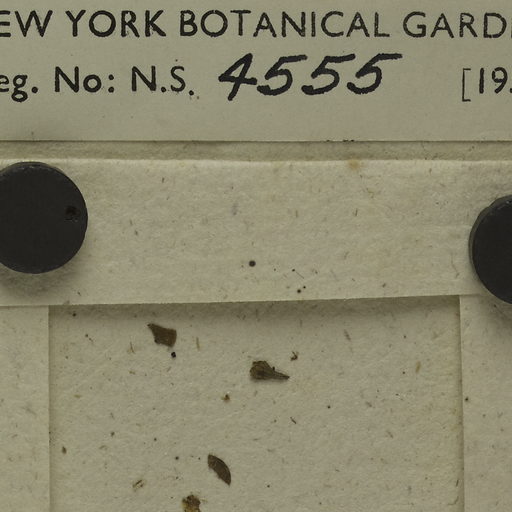 EW YORK BOTANICAL GARD
eg. No: N.S. 4555 [19